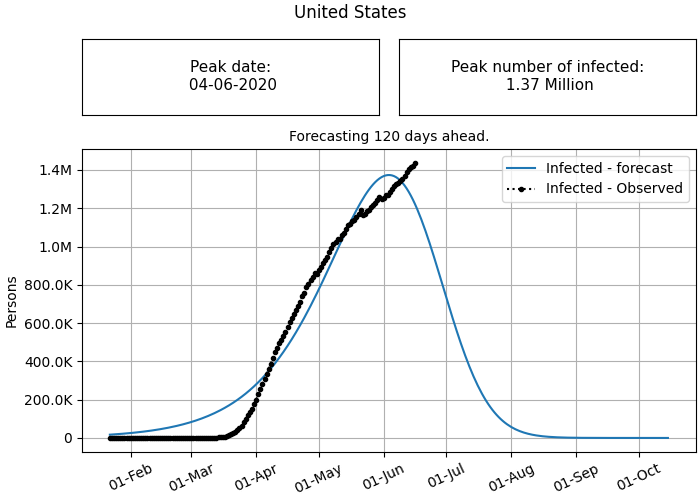 United States
Peak date:
04-06-2020
Peak number of infected:
1.37 Million
Forecasting 120 days ahead.
Infected - forecast
Infected - Observed
Persons
1.4M
1.2M
1.0M
800.0K
600.0K
400.0K
200.0K
0
01-Feb
01-Mar
01-Apr
01-May
01-Jun
01-Jul
01-Aug
01-Sep
01-Oct